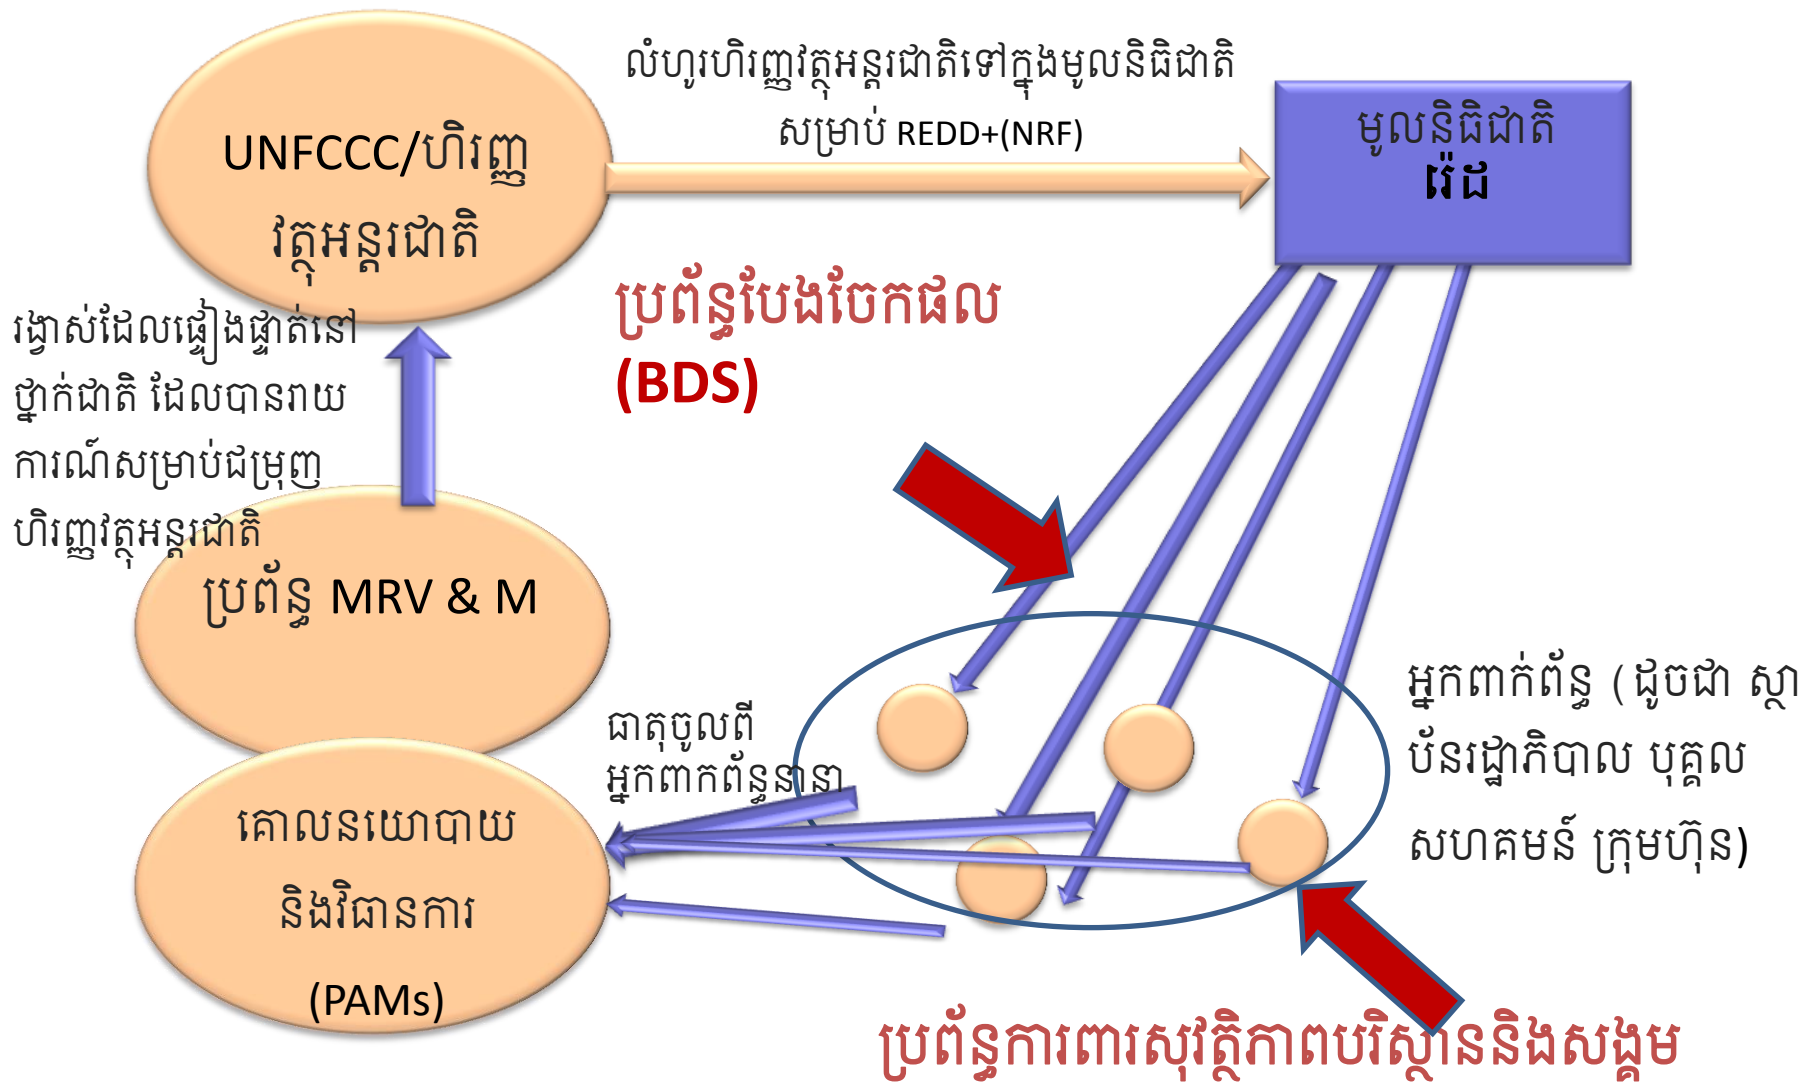 លំហូរហិរញ្ញវត្ថុអន្តរជាតិទៅក្នុងមូលនិធិជាតិ
សម្រាប់ REDD+(NRF)
UNFCCC/ហិរញ្ញ
វត្ថុអន្តរជាតិ
មូលនិធិជាតិ
រ៉េដ
ប្រព័ន្ធបែងចែកផល
(BDS)
រង្វាស់ដែលផ្ទៀងផ្ទាត់នៅ
ថ្នាក់ជាតិ ដែលបានរាយ
ការណ៍សម្រាប់ជម្រុញ
ហិរញ្ញវត្ថុអន្តរជាតិ
ប្រព័ន្ធ MRV & M
ធាតុចូលពី
អ្នកពាកព័ន្ធនានា
អ្នកពាក់ព័ន្ធ (ដូចជា ស្ថា
ប័នរដ្ឋាភិបាល បុគ្គល
សហគមន៍ ក្រុមហ៊ុន)
គោលនយោបាយ
និងវិធានការ
(PAMs)
ប្រព័ន្ធការពារសុវត្ថិភាពបរិស្ថាននិងសង្គម